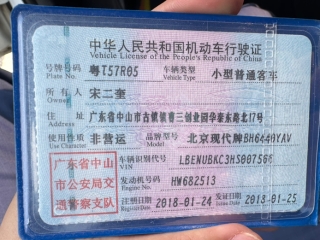 中华人民共和国机动车行驶证
Vehicle License of the People's Republic of China
号牌号码 粤T57R05 车辆类型 小型普通客车
Plate No. Vehicle Type
所有人 宋二奎
Owner
住址 广东省中山市古镇镇曹三创业园华泰东路北17号
Address
使用性质 非营运 品牌型号 北京现代牌BH6440YAV
Use Character Model
广东省中山 车辆识别代号 LBENUBKC3HS007566
VIN
市公安局交 发动机号码 HW682513
Engine No.
通警察支队 注册日期 2018-01-24 发证日期 2018-01-25
Register Date Issue Date